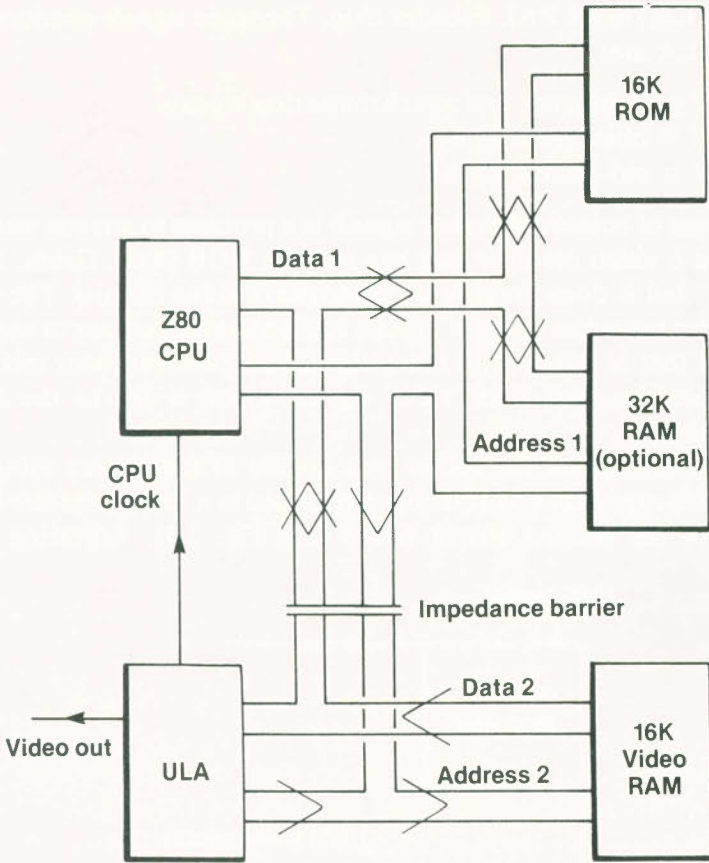 16K
ROM
Data 1
Z80
CPU
32K
RAM
(optional)
Address 1
CPU
clock
Impedance barrier
Data 2
Video out
ULA
16K
Video
RAM
Address 2